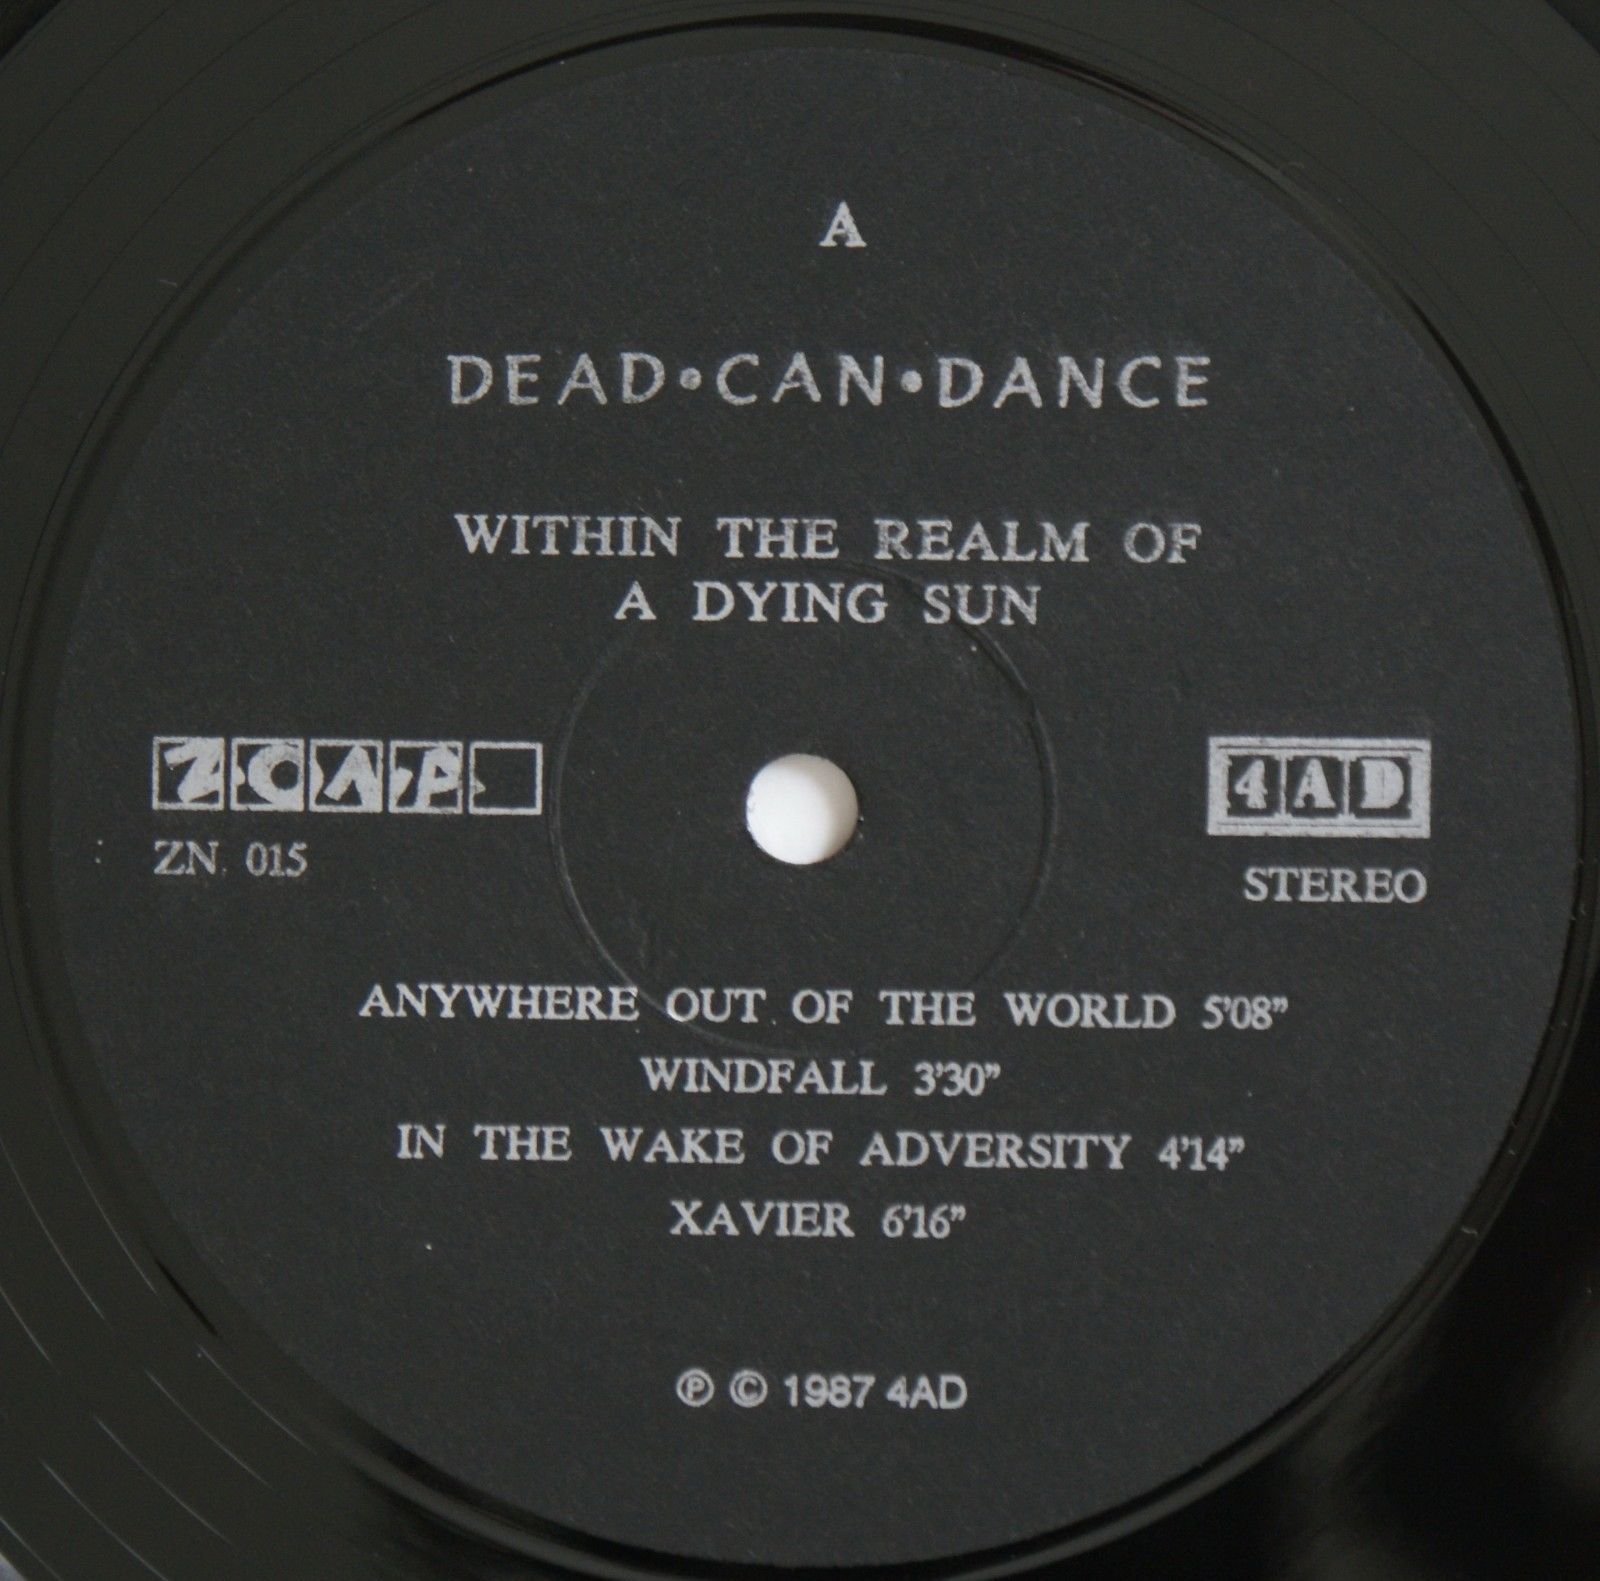 A
DEAD•CAN•DANCE
WITHIN THE REALM OF
A DYING SUN
4AD
ZN. 015
STEREO
ANYWHERE OUT OF THE WORLD 5'08”
WINDFALL 3'30”
IN THE WAKE OF ADVERSITY 4'14”
XAVIER 6'16”
Ⓟ © 1987 4AD